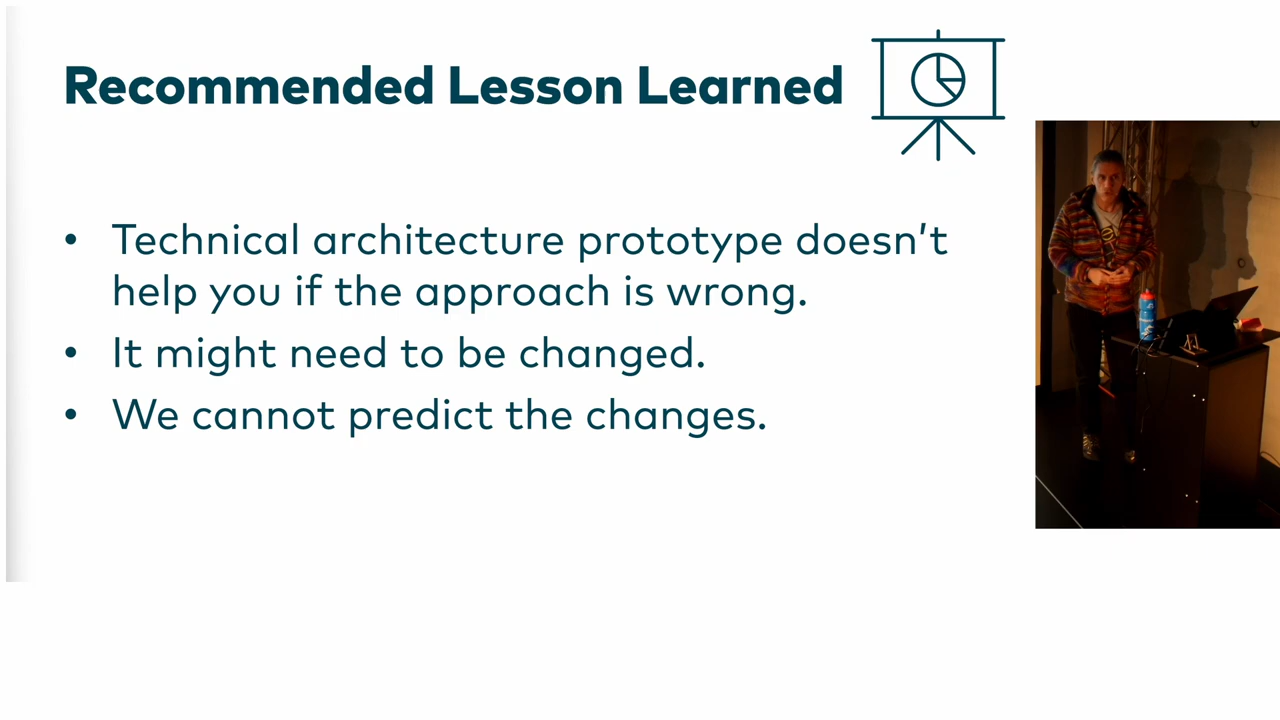 Recommended Lesson Learned
• Technical architecture prototype doesn’t
help you if the approach is wrong.
• It might need to be changed.
• We cannot predict the changes.